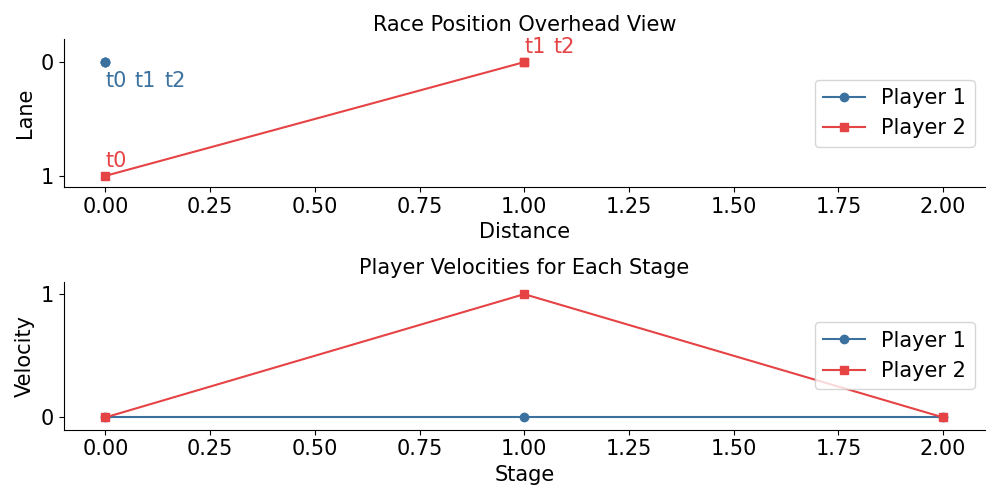 Race Position Overhead View
t1 t2
0
t0 t1 t2
Lane
t0
1
Player 1
Player 2
0.00 0.25 0.50 0.75 1.00 1.25 1.50 1.75 2.00
Distance
Player Velocities for Each Stage
1
Velocity
0
Player 1
Player 2
0.00 0.25 0.50 0.75 1.00 1.25 1.50 1.75 2.00
Stage